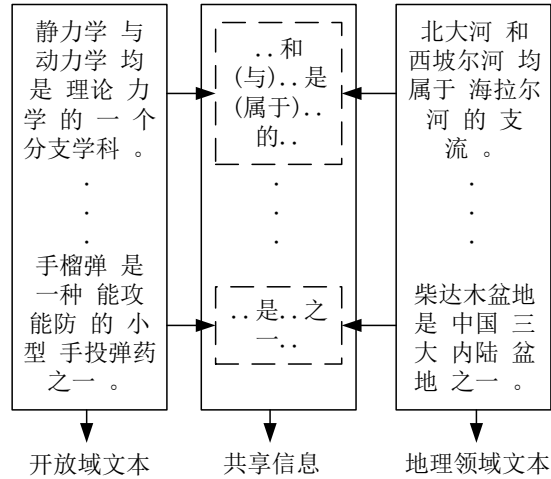 静力学 与
动力学 均
是 理论 力
学 的 一 个
分支学科 。
.
.
.
手榴弹 是
一种 能攻
能防 的 小
型 手投弹药
之一 。
开放域文本
..和
(与)..是
(属于)..
的..
.
.
.
..是..之
一..
共享信息
北大河 和
西坡尔河 均
属于 海拉尔
河 的 支
流 。
.
.
.
柴达木盆地
是 中国 三
大 内陆 盆
地 之一 。
地理领域文本